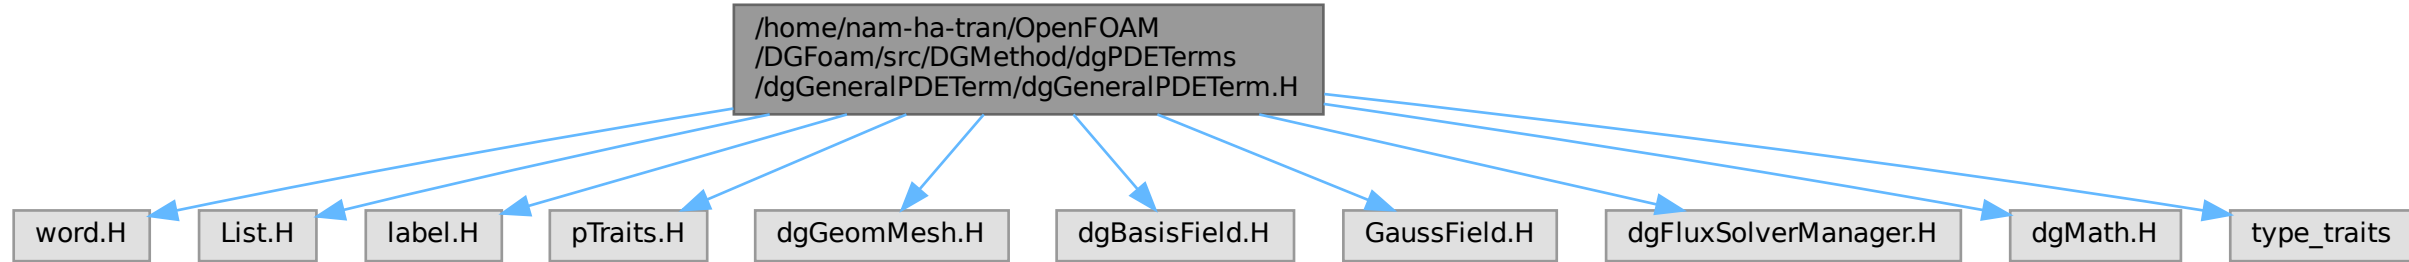 /home/nam-ha-tran/OpenFOAM
/DGFoam/src/DGMethod/dgPDETerms
/dgGeneralPDETerm/dgGeneralPDETerm.H
word.H
List.H
label.H
pTraits.H
dgGeomMesh.H
dgBasisField.H
GaussField.H
dgFluxSolverManager.H
dgMath.H
type_traits